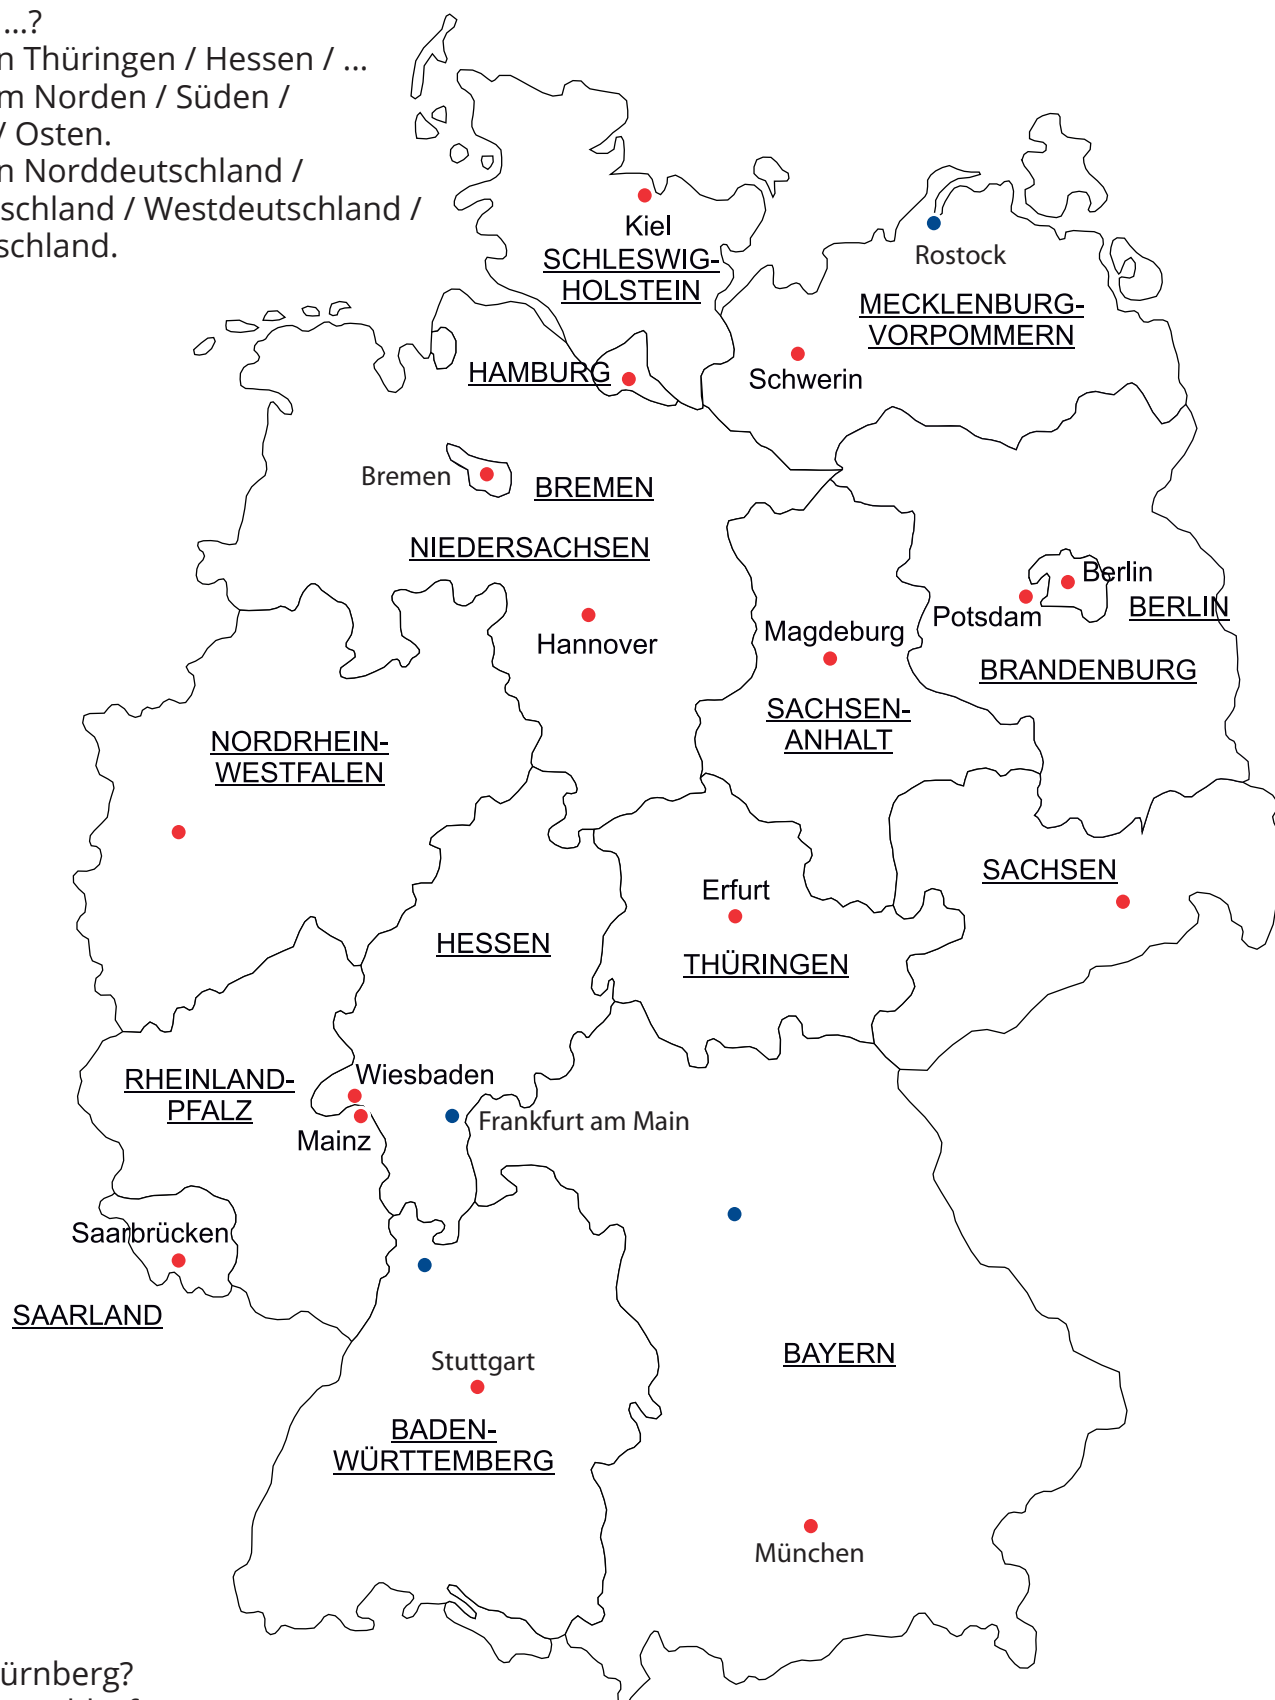 ...?
n Thüringen / Hessen / ...
m Norden / Süden /
/ Osten.
n Norddeutschland /
schland / Westdeutschland /
schland.
Kiel
SCHLESWIG-
HOLSTEIN
Rostock
MECKLENBURG-
VORPOMMERN
Schwerin
HAMBURG
Bremen
BREMEN
NIEDERSACHSEN
Hannover
Berlin
BERLIN
Potsdam
BRANDENBURG
Magdeburg
SACHSEN-
ANHALT
NORDRHEIN-
WESTFALEN
SACHSEN
Erfurt
THÜRINGEN
HESSEN
Wiesbaden
RHEINLAND-
PFALZ
Mainz
Frankfurt am Main
Saarbrücken
SAARLAND
Stuttgart
BADEN-
WÜRTTEMBERG
BAYERN
München
ürnberg?